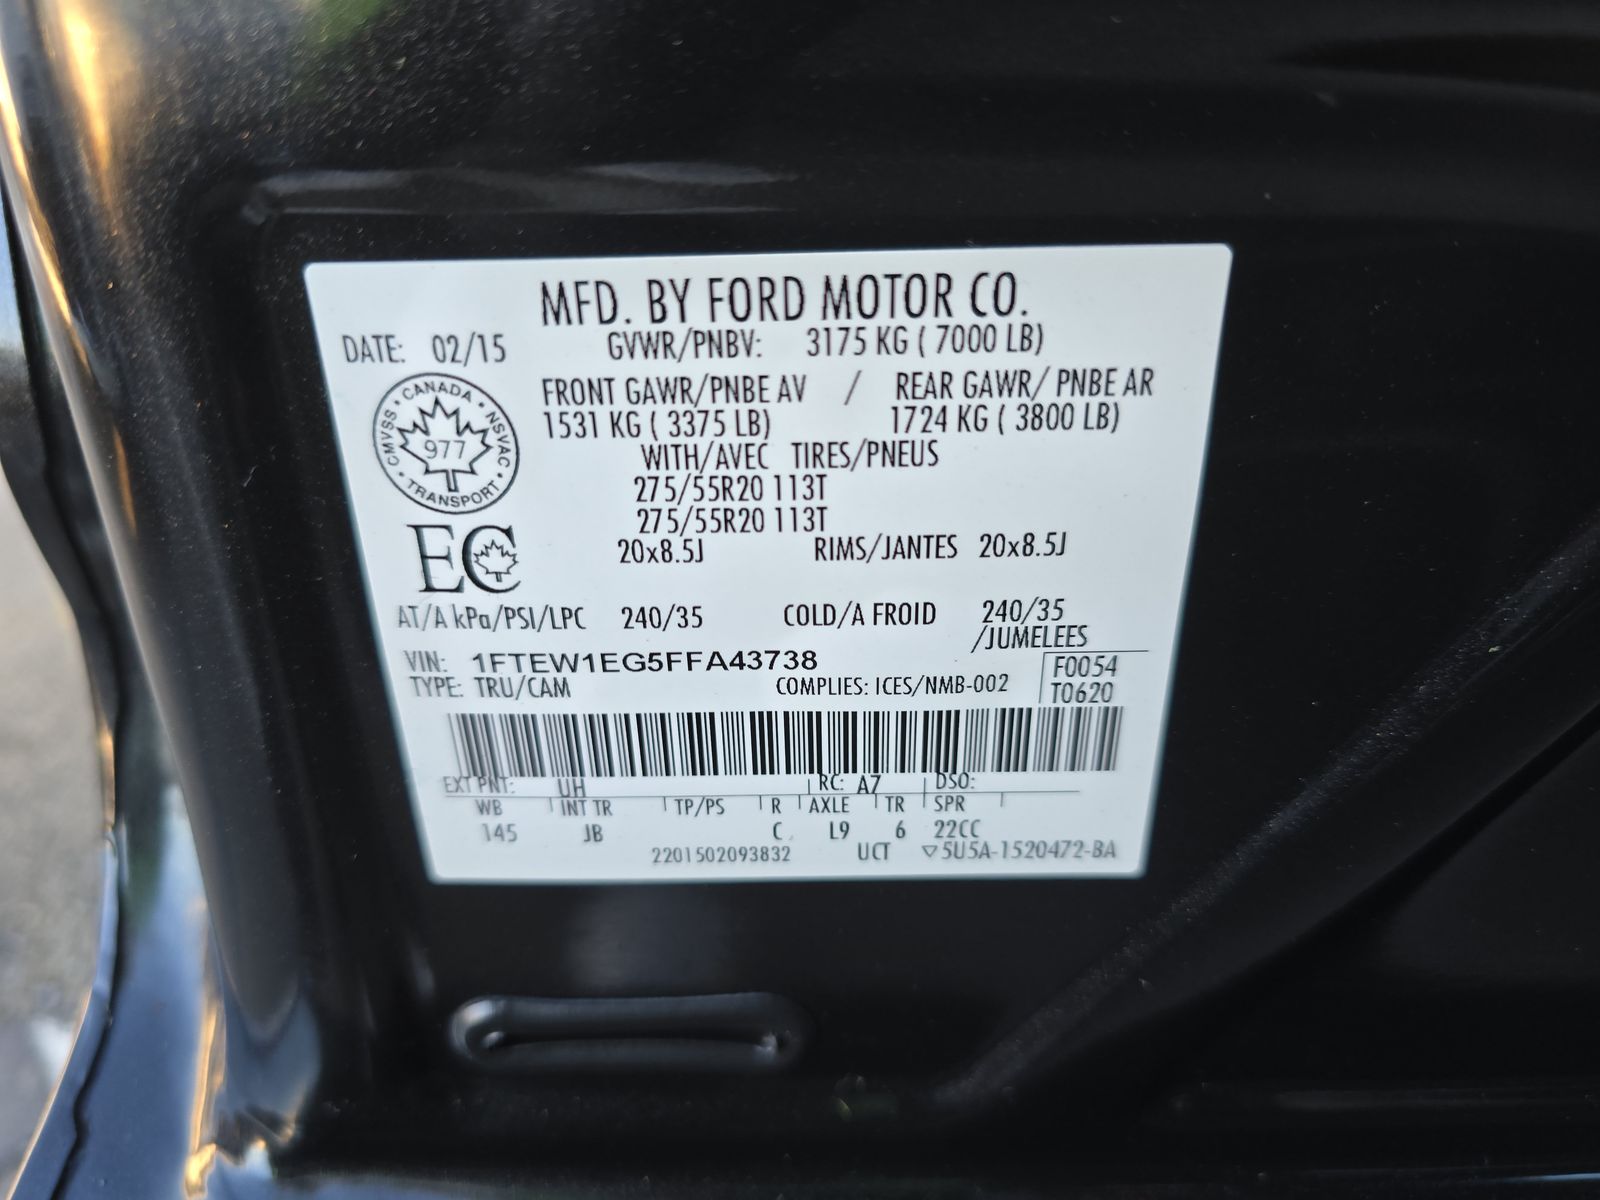 MFD. BY FORD MOTOR CO.
DATE: 02/15 GVWR/PNBV: 3175 KG ( 7000 LB)
FRONT GAWR/PNBE AV / REAR GAWR/ PNBE AR
1531 KG ( 3375 LB) 1724 KG ( 3800 LB)
CANADA
CMVSS NSVAC
977
TRANSPORT
WITH/AVEC TIRES/PNEUS
275/55R20 113T
275/55R20 113T
EC
20x8.5J RIMS/JANTES 20x8.5J
AT/A kPa/PSI/LPC 240/35 COLD/A FROID 240/35
/JUMELEES
VIN: 1FTEW1EG5FFA43738 F0054
TYPE: TRU/CAM COMPLIES: ICES/NMB-002 T0620
EXT PNT: UH RC: A7 DSO:
WB INT TR TP/PS R AXLE TR SPR
145 JB C L9 6 22CC
2201502093832 UCT ▽5U5A-1520472-BA